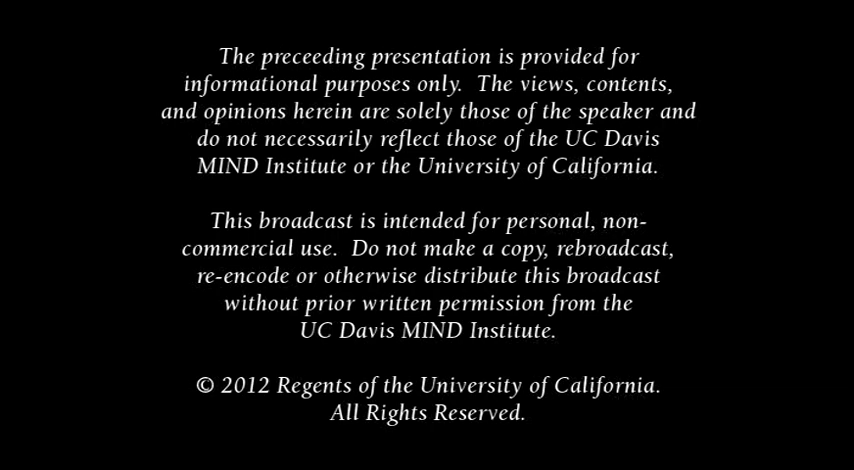 The preceeding presentation is provided for
informational purposes only.  The views, contents,
and opinions herein are solely those of the speaker and
do not necessarily reflect those of the UC Davis
MIND Institute or the University of California.
This broadcast is intended for personal, non-
commercial use.  Do not make a copy, rebroadcast,
re-encode or otherwise distribute this broadcast
without prior written permission from the
UC Davis MIND Institute.
© 2012 Regents of the University of California.
All Rights Reserved.